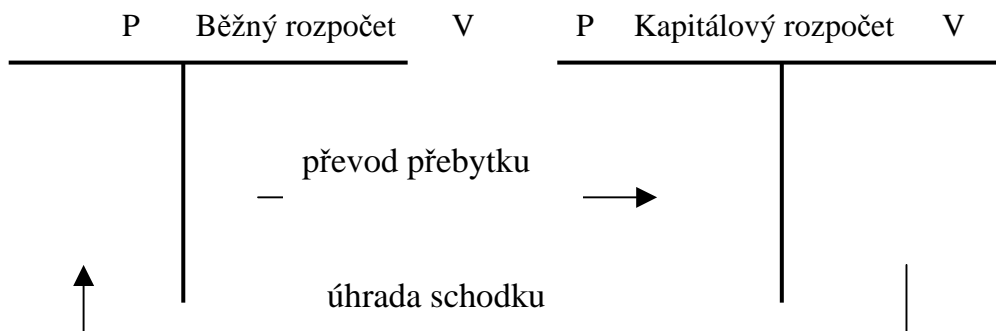 P Běžný rozpočet V P Kapitálový rozpočet V
převod přebytku
úhrada schodku